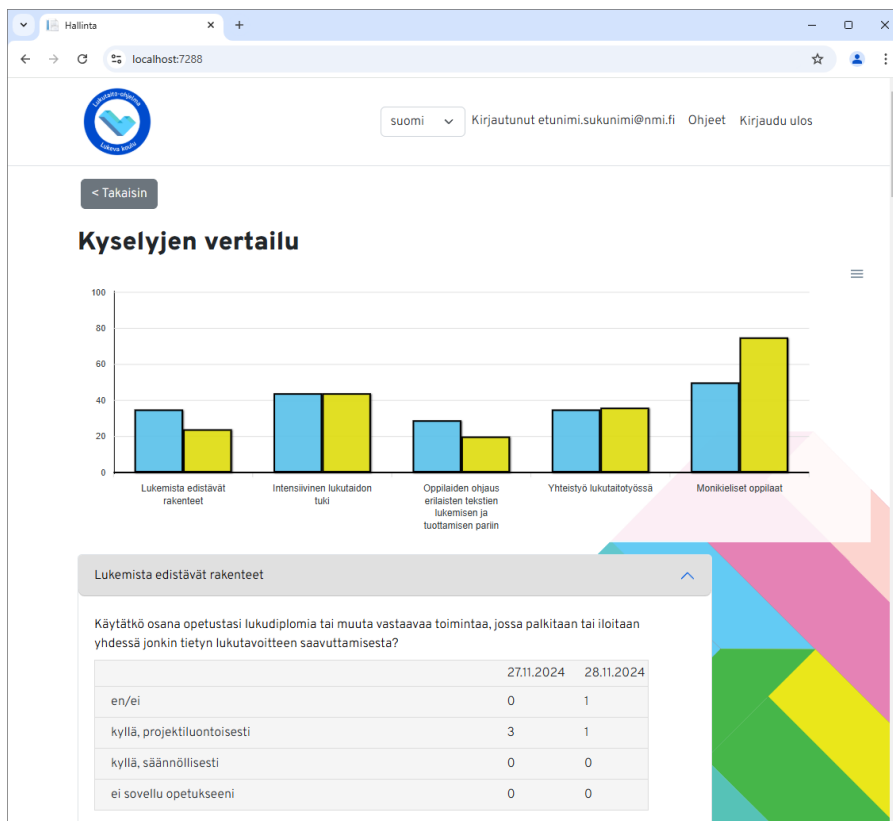 Hallinta
localhost:7288
Lukutaito-ohjelma
Lukeva koulu
suomi Kirjautunut etunimi.sukunimi@nmi.fi Ohjeet Kirjaudu ulos
< Takaisin
Kyselyjen vertailu
100
80
60
40
20
0
Lukemista edistävät
rakenteet
Intensiivinen lukutaidon
tuki
Oppilaiden ohjaus
erilaisten tekstien
lukemisen ja
tuottamisen pariin
Yhteistyö lukutaitotyössä
Monikieliset oppilaat
Lukemista edistävät rakenteet
Käytätkö osana opetustasi lukudiplomia tai muuta vastaavaa toimintaa, jossa palkitaan tai iloitaan
yhdessä jonkin tietyn lukutavoitteen saavuttamisesta?
27.11.2024 28.11.2024
en/ei 0 1
kyllä, projektiluontoisesti 3 1
kyllä, säännöllisesti 0 0
ei sovellu opetukseeni 0 0